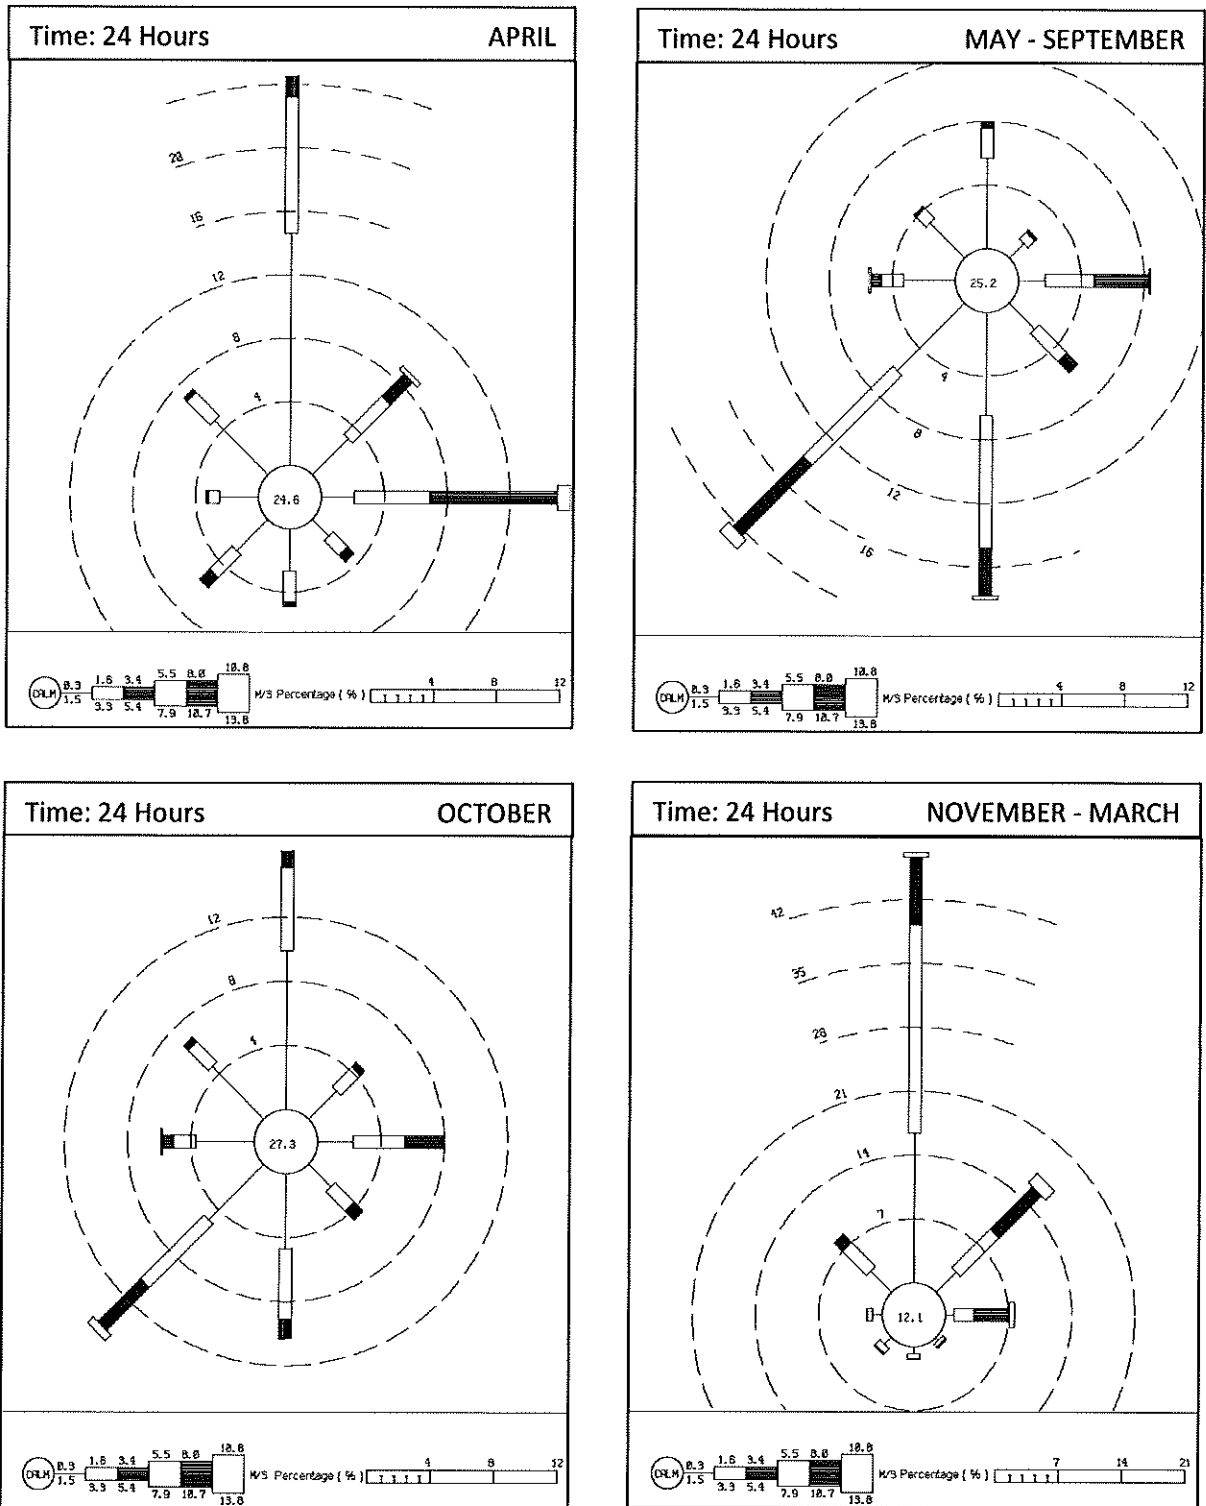 Time: 24 Hours APRIL
20
16
12
8
4
24.6
CALM 0.3 1.6 3.4 5.5 8.0 10.8 M/S Percentage ( % ) 4 8 12
1.5 3.3 5.4 7.9 10.7 13.8
Time: 24 Hours MAY - SEPTEMBER
25.2
4
8
12
16
CALM 0.3 1.6 3.4 5.5 8.0 10.8 M/S Percentage ( % ) 4 8 12
1.5 3.3 5.4 7.9 10.7 13.8
Time: 24 Hours OCTOBER
12
8
4
27.3
CALM 0.3 1.6 3.4 5.5 8.0 10.8 M/S Percentage ( % ) 4 8 12
1.5 3.3 5.4 7.9 10.7 13.8
Time: 24 Hours NOVEMBER - MARCH
42
35
28
21
14
7
12.1
CALM 0.3 1.6 3.4 5.5 8.0 10.8 M/S Percentage ( % ) 7 14 21
1.5 3.3 5.4 7.9 10.7 13.8